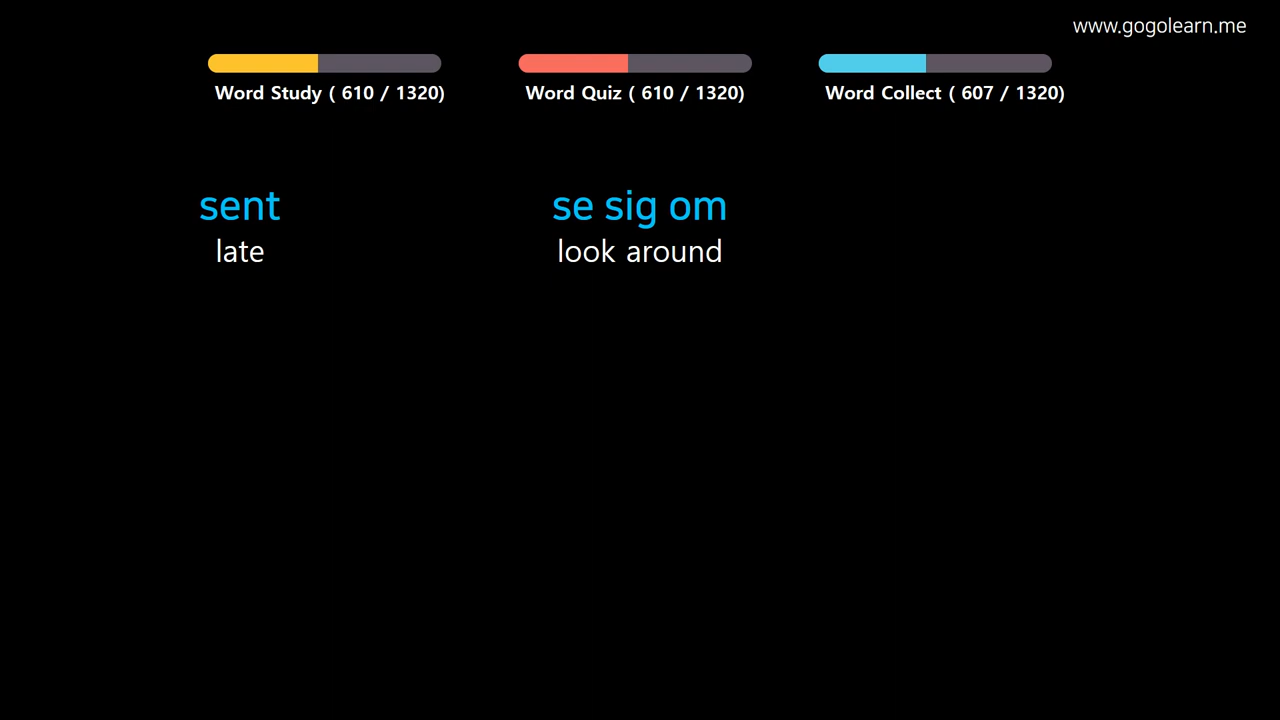 www.gogolearn.me
Word Study ( 610 / 1320)
Word Quiz ( 610 / 1320)
Word Collect ( 607 / 1320)
sent
late
se sig om
look around